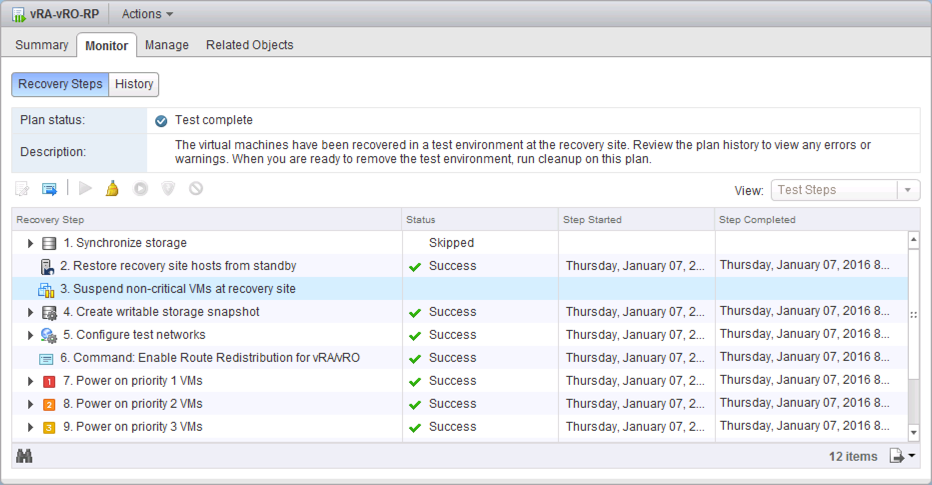 vRA-vRO-RP Actions
Summary Monitor Manage Related Objects
Recovery Steps History
Plan status: Test complete
Description: The virtual machines have been recovered in a test environment at the recovery site. Review the plan history to view any errors or
warnings. When you are ready to remove the test environment, run cleanup on this plan.
View: Test Steps
Recovery Step Status Step Started Step Completed
1. Synchronize storage Skipped
2. Restore recovery site hosts from standby Success Thursday, January 07, 2... Thursday, January 07, 2016 8...
3. Suspend non-critical VMs at recovery site
4. Create writable storage snapshot Success Thursday, January 07, 2... Thursday, January 07, 2016 8...
5. Configure test networks Success Thursday, January 07, 2... Thursday, January 07, 2016 8...
6. Command: Enable Route Redistribution for vRA/vRO Success Thursday, January 07, 2... Thursday, January 07, 2016 8...
1 7. Power on priority 1 VMs Success Thursday, January 07, 2... Thursday, January 07, 2016 8...
2 8. Power on priority 2 VMs Success Thursday, January 07, 2... Thursday, January 07, 2016 8...
3 9. Power on priority 3 VMs Success Thursday, January 07, 2... Thursday, January 07, 2016 8...
12 items